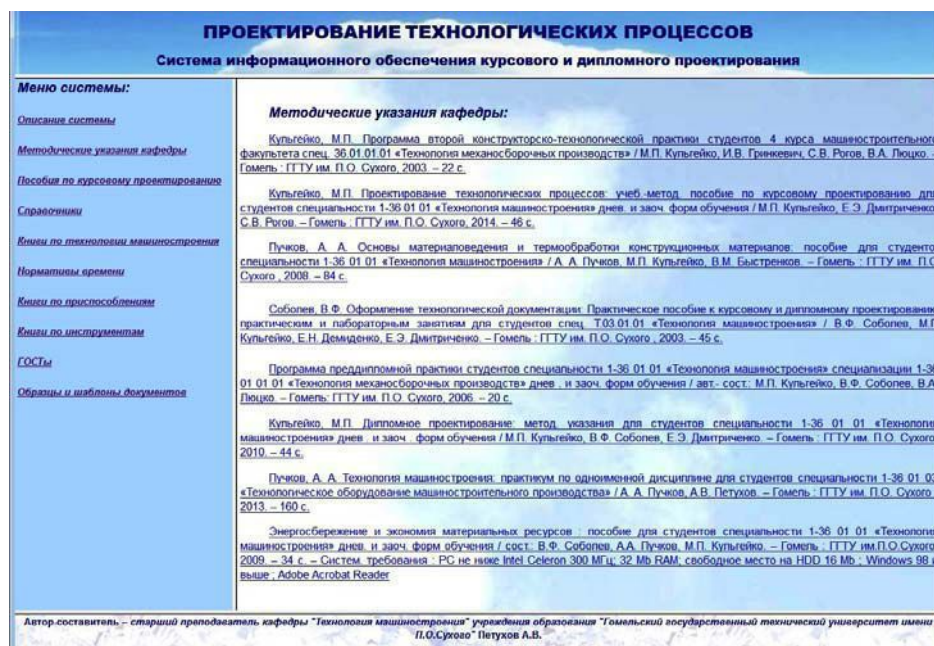 ПРОЕКТИРОВАНИЕ ТЕХНОЛОГИЧЕСКИХ ПРОЦЕССОВ
Система информационного обеспечения курсового и дипломного проектирования
Меню системы:
Описание системы
Методические указания кафедры
Пособия по курсовому проектированию
Справочники
Книги по технологии машиностроения
Нормативы времени
Книги по приспособлениям
Книги по инструментам
ГОСТы
Образцы и шаблоны документов
Методические указания кафедры:
Кульгейко, М.П. Программа второй конструкторско-технологической практики студентов 4 курса машиностроительного
факультета спец. 36.01.01.01 «Технология механосборочных производств» / М.П. Кульгейко, И.В. Гринкевич, С.В. Рогов, В.А. Люцко. –
Гомель : ГГТУ им. П.О. Сухого, 2003. – 22 с.
Кульгейко, М.П. Проектирование технологических процессов: учеб.-метод. пособие по курсовому проектированию для
студентов специальности 1-36 01 01 «Технология машиностроения» днев. и заоч. форм обучения / М.П. Кульгейко, Е.Э. Дмитриченко,
С.В. Рогов. – Гомель : ГГТУ им. П.О. Сухого, 2014. – 46 с.
Пучков, А. А. Основы материаловедения и термообработки конструкционных материалов: пособие для студенто
специальности 1-36 01 01 «Технология машиностроения» / А. А. Пучков, М.П. Кульгейко, В.М. Быстренков. – Гомель : ГГТУ им. П.О.
Сухого , 2008. – 84 с.
Соболев, В.Ф. Оформление технологической документации: Практическое пособие к курсовому и дипломному проектированию
практическим и лабораторным занятиям для студентов спец. Т.03.01.01 «Технология машиностроения» / В.Ф. Соболев, М.П.
Кульгейко, Е.Н. Демиденко, Е.Э. Дмитриченко. – Гомель : ГГТУ им. П.О. Сухого , 2003. – 45 с.
Программа преддипломной практики студентов специальности 1-36 01 01 «Технология машиностроения» специализации 1-36
01 01 01 «Технология механосборочных производств» днев . и заоч. форм обучения / авт.- сост.: М.П. Кульгейко, В.Ф. Соболев, В.А.
Люцко. – Гомель: ГГТУ им. П.О. Сухого, 2006. – 20 с.
Кульгейко, М.П. Дипломное проектирование: метод. указания для студентов специальности 1-36 01 01 «Технология
машиностроения» днев . и заоч . форм обучения / М.П. Кульгейко, В.Ф. Соболев, Е.Э. Дмитриченко. – Гомель : ГГТУ им. П.О. Сухого,
2010. – 44 с.
Пучков, А. А. Технология машиностроения: практикум по одноименной дисциплине для студентов специальности 1-36 01 03
«Технологическое оборудование машиностроительного производства» / А. А. Пучков, А.В. Петухов. – Гомель : ГГТУ им. П.О. Сухого ,
2013. – 160 с.
Энергосбережение и экономия материальных ресурсов : пособие для студентов специальности 1-36 01 01 «Технология
машиностроения» днев. и заоч. форм обучения / сост.: В.Ф. Соболев, А.А. Пучков, М.П. Кульгейко. – Гомель : ГГТУ им.П.О.Сухого,
2009. – 34 с. – Систем. требования : PC не ниже Intel Celeron 300 МГц; 32 Mb RAM; свободное место на HDD 16 Mb ; Windows 98 и
выше ; Adobe Acrobat Reader
Автор-составитель – старший преподаватель кафедры "Технология машиностроения" учреждения образования "Гомельский государственный технический университет имени
П.О.Сухого" Петухов А.В.